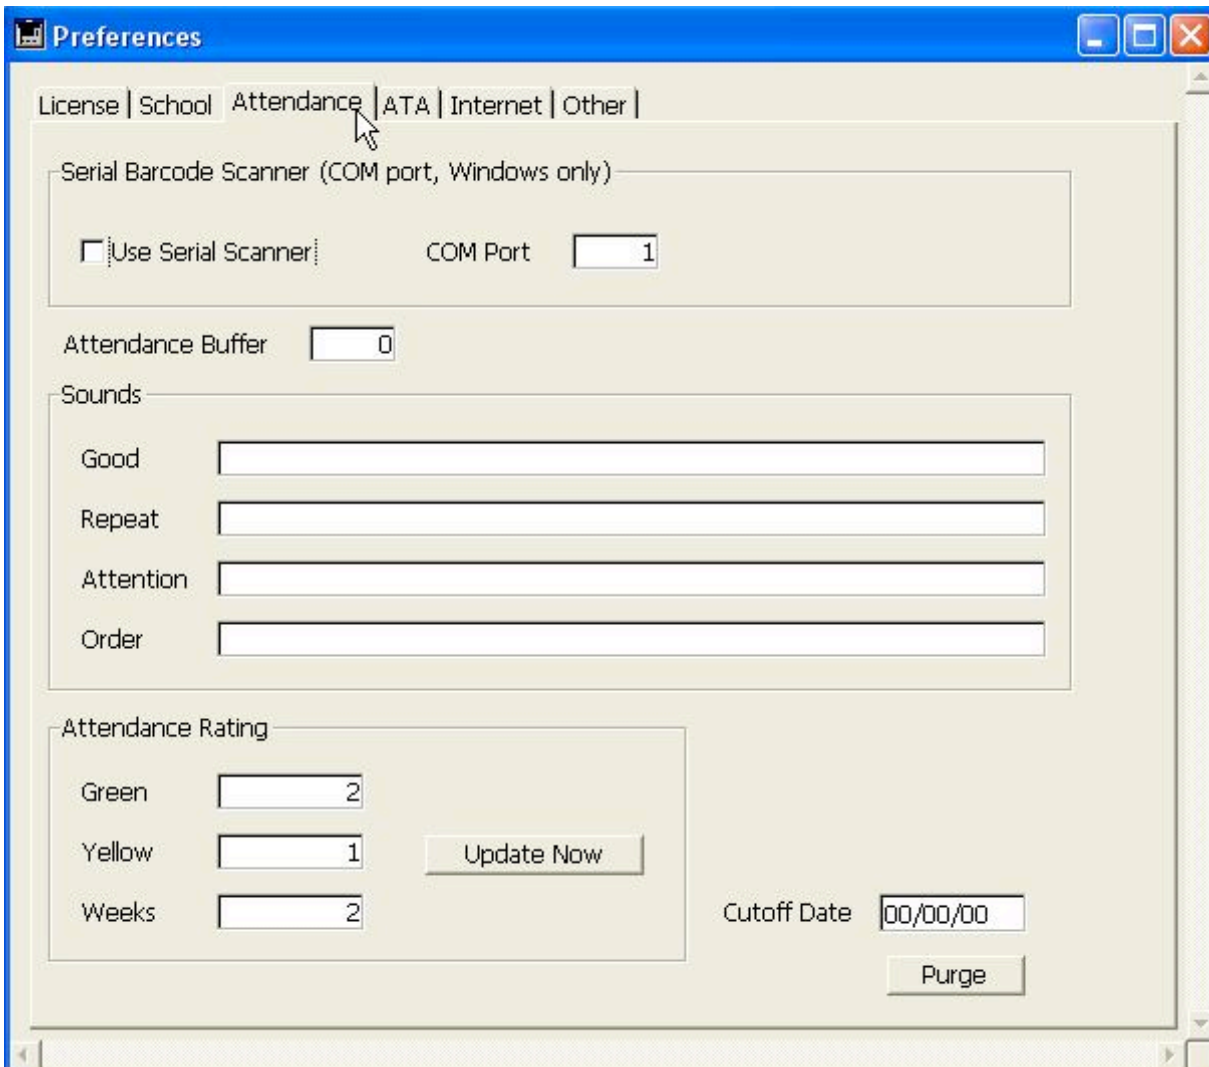 Preferences
License School Attendance ATA Internet Other
Serial Barcode Scanner (COM port, Windows only)
Use Serial Scanner COM Port 1
Attendance Buffer 0
Sounds
Good
Repeat
Attention
Order
Attendance Rating
Green 2
Yellow 1 Update Now
Weeks 2 Cutoff Date 00/00/00
Purge